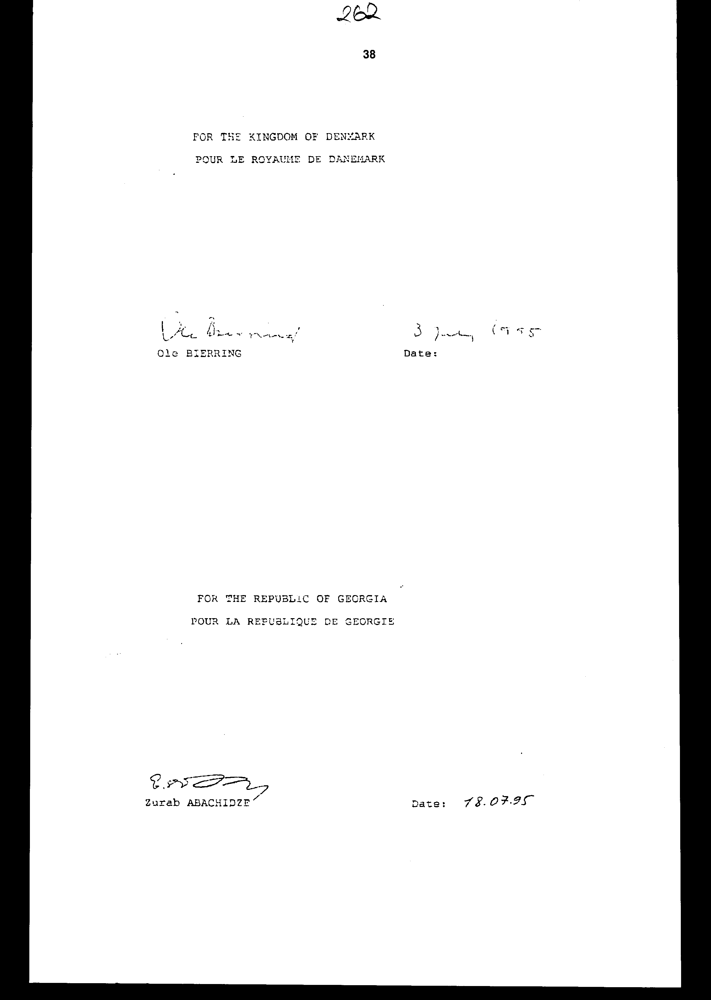 262
38
FOR THE KINGDOM OF DENMARK
POUR LE ROYAUME DE DANEMARK
Ole Bierring 3 July 1995
Ole BIERRING Date:
FOR THE REPUBLIC OF GEORGIA
POUR LA REPUBLIQUE DE GEORGIE
Zurab ABACHIDZE Date: 18.07.95